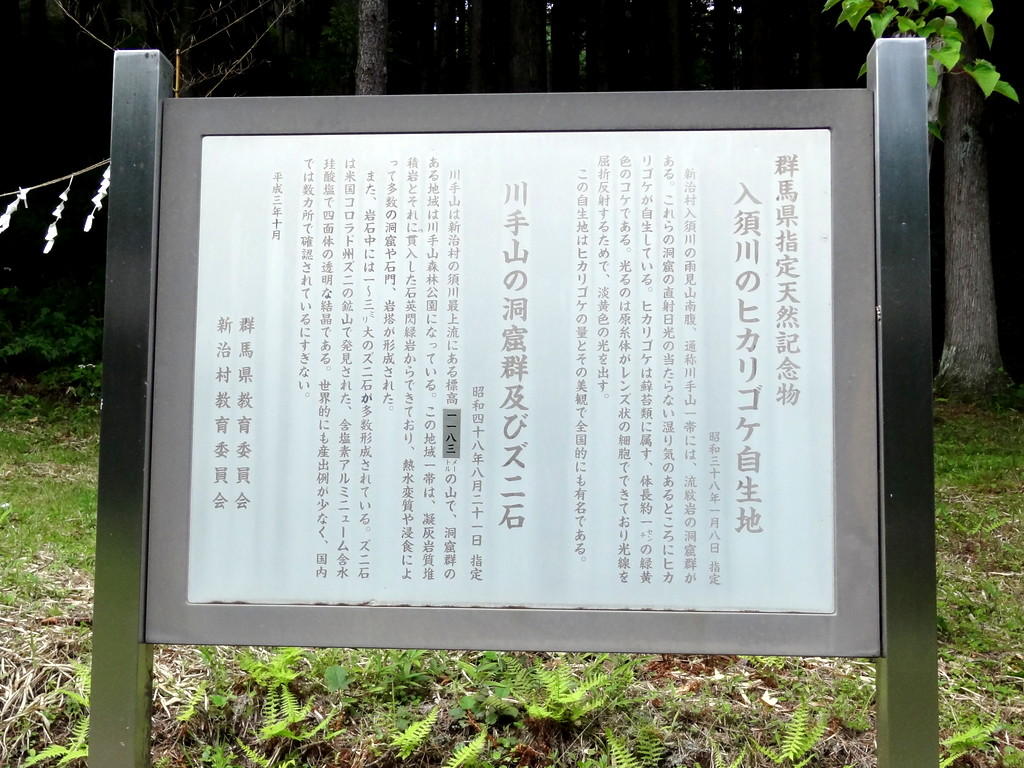 群馬県指定天然記念物
入須川のヒカリゴケ自生地
昭和三十八年一月八日 指定
新治村入須川の雨見山南腹、通称川手山一帯には、流紋岩の洞窟群が
ある。これらの洞窟の直射日光の当たらない湿り気のあるところにヒカ
リゴケが自生している。ヒカリゴケは蘚苔類に属す、体長約一センチの緑黄
色のコケである。光るのは原糸体がレンズ状の細胞でできており光線を
屈折反射するためで、淡黄色の光を出す。
この自生地はヒカリゴケの量とその美観で全国的にも有名である。
川手山の洞窟群及びズニ石
昭和四十八年八月二十一日 指定
川手山は新治村の須川最上流にある標高一一八三メートルの山で、洞窟群の
ある地域は川手山森林公園になっている。この地域一帯は、凝灰岩質堆
積岩とそれに貫入した石英閃緑岩からできており、熱水変質や浸食によ
って多数の洞窟や石門、岩塔が形成された。
また、岩石中には一〜三ミリ大のズニ石が多数形成されている。ズニ石
は米国コロラド州ズニの鉱山で発見された、含塩素アルミニューム含水
珪酸塩で四面体の透明な結晶である。世界的にも産出例が少なく、国内
では数カ所で確認されているにすぎない。
平成三年十月
群馬県教育委員会
新治村教育委員会